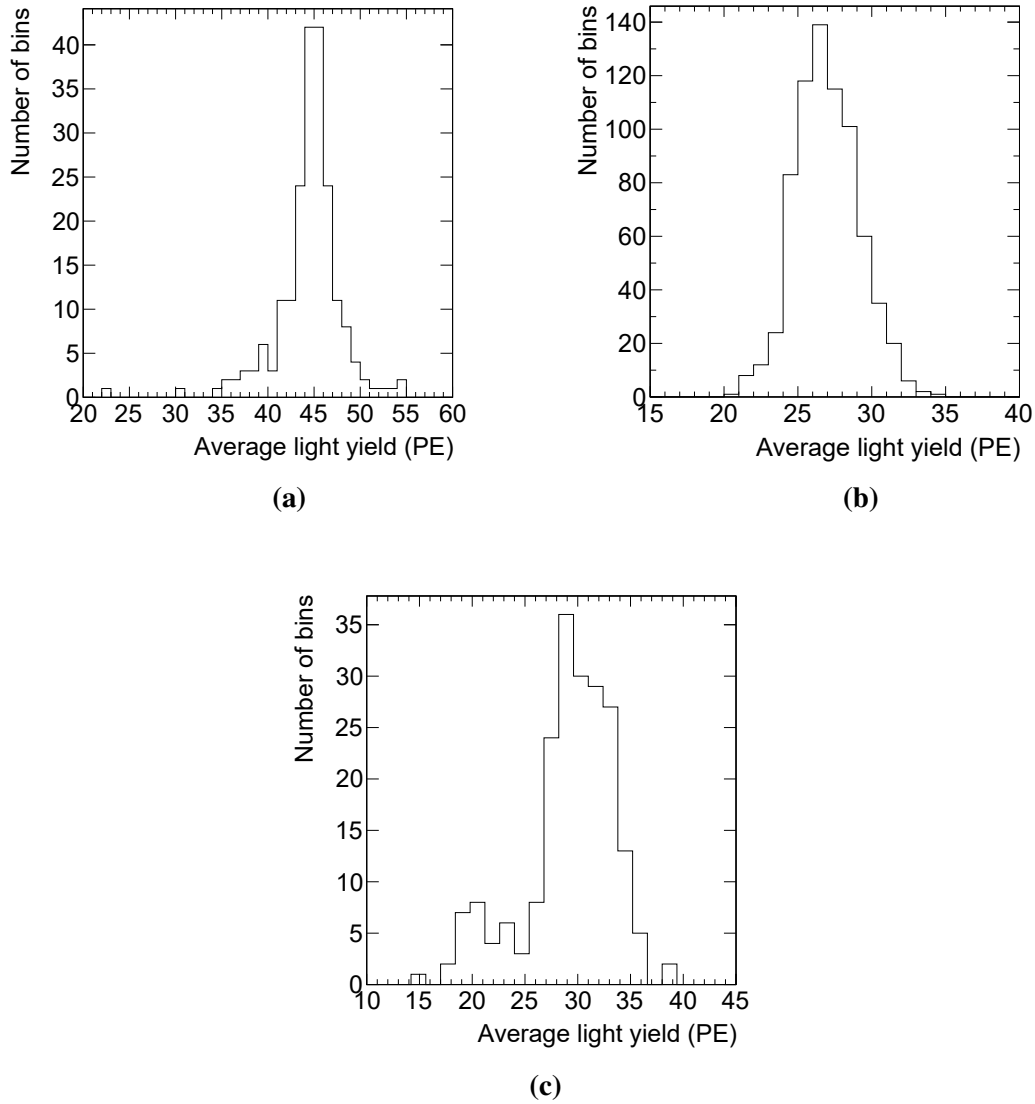 Number of bins
40
35
30
25
20
15
10
5
0
20 25 30 35 40 45 50 55 60
Average light yield (PE)
(a)
Number of bins
140
120
100
80
60
40
20
0
15 20 25 30 35 40
Average light yield (PE)
(b)
Number of bins
35
30
25
20
15
10
5
0
10 15 20 25 30 35 40 45
Average light yield (PE)
(c)